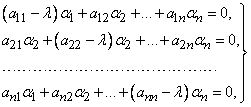 (a₁₁ − λ)α₁ + a₁₂α₂ + ... + a₁ₙαₙ = 0,
a₂₁α₂ + (a₂₂ − λ)α₂ + ... + a₂ₙαₙ = 0,
.......................................
aₙ₁α₁ + aₙ₂α₂ + ... + (aₙₙ − λ)αₙ = 0,